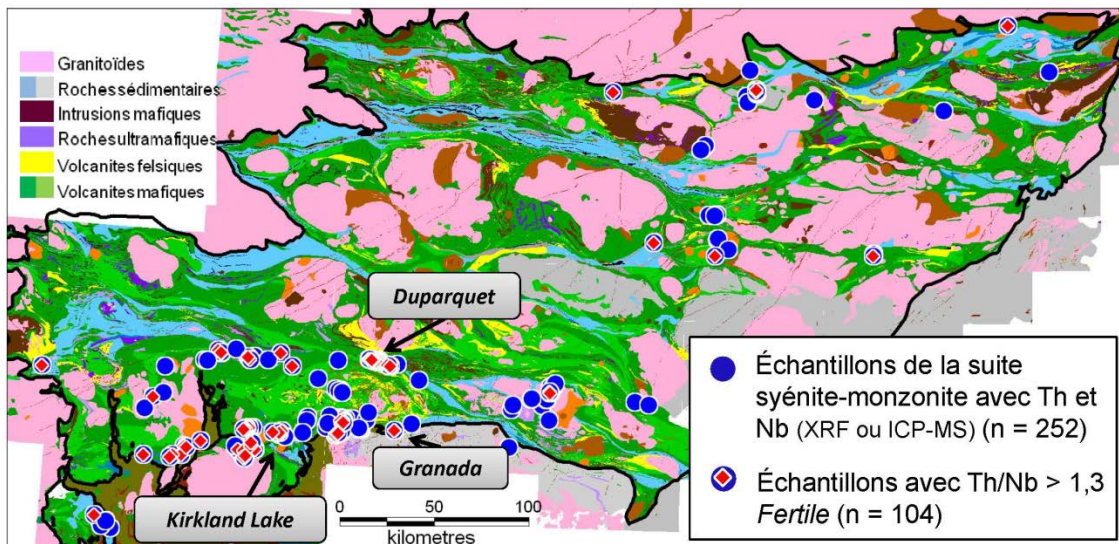 Granitoïdes
Roches sédimentaires
Intrusions mafiques
Roches ultramafiques
Volcanites felsiques
Volcanites mafiques
Duparquet
Granada
Kirkland Lake
0 50 100
kilometres
Échantillons de la suite
syénite-monzonite avec Th et
Nb (XRF ou ICP-MS) (n = 252)
Échantillons avec Th/Nb > 1,3
Fertile (n = 104)